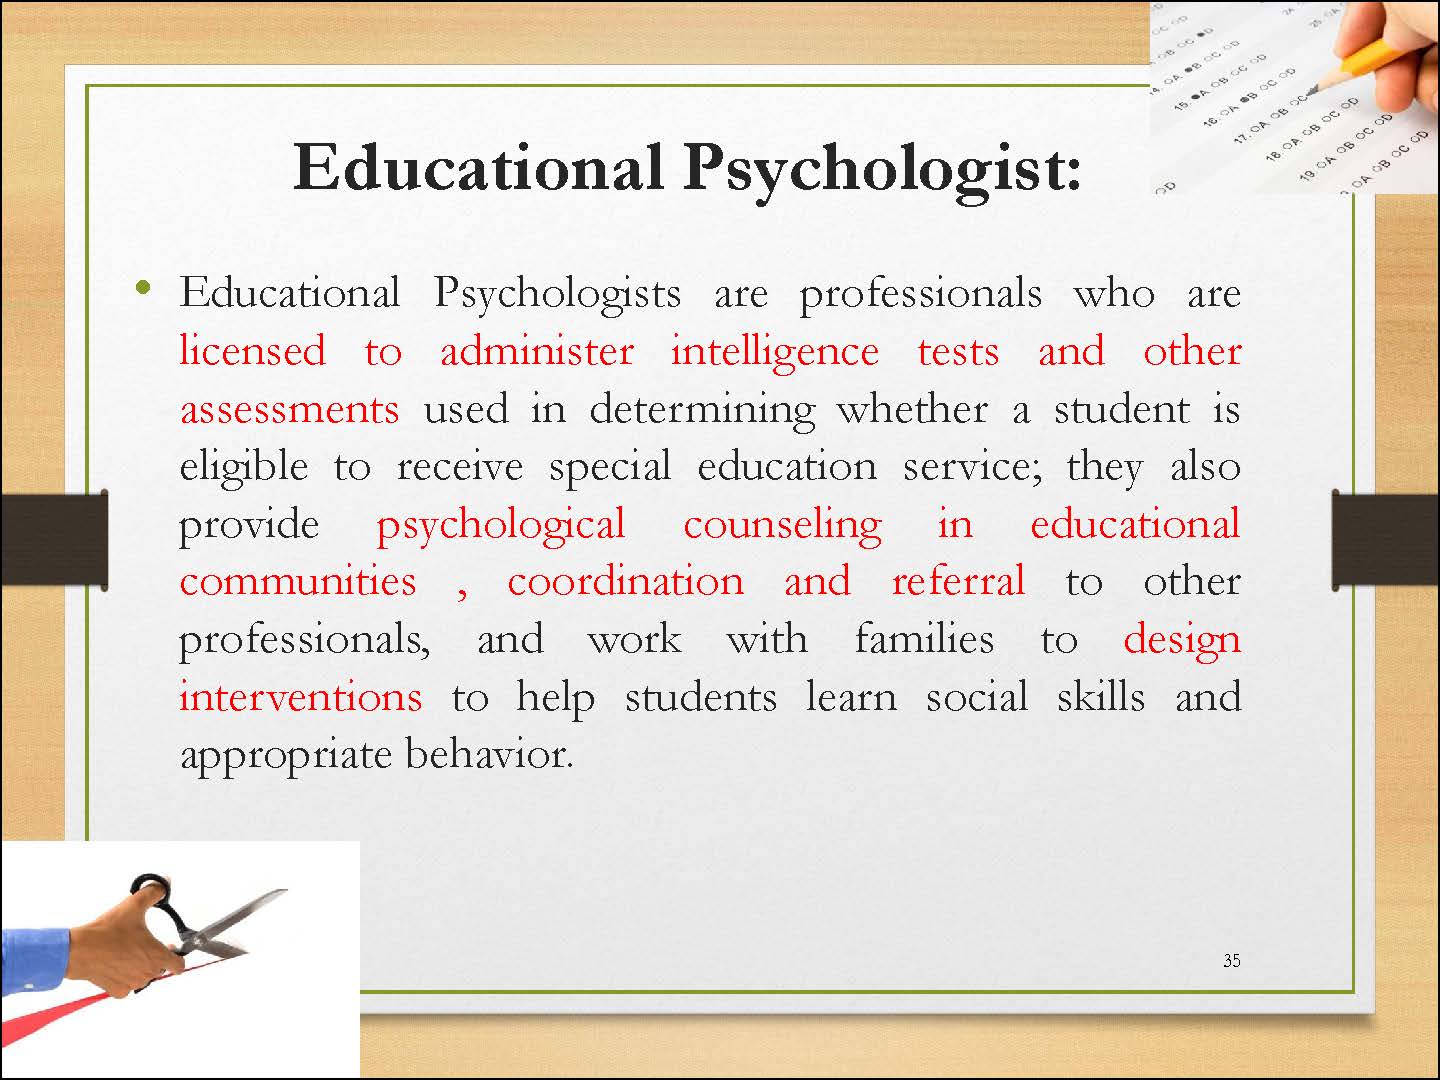 Educational Psychologist:
• Educational Psychologists are professionals who are
licensed to administer intelligence tests and other
assessments used in determining whether a student is
eligible to receive special education service; they also
provide psychological counseling in educational
communities , coordination and referral to other
professionals, and work with families to design
interventions to help students learn social skills and
appropriate behavior.
35